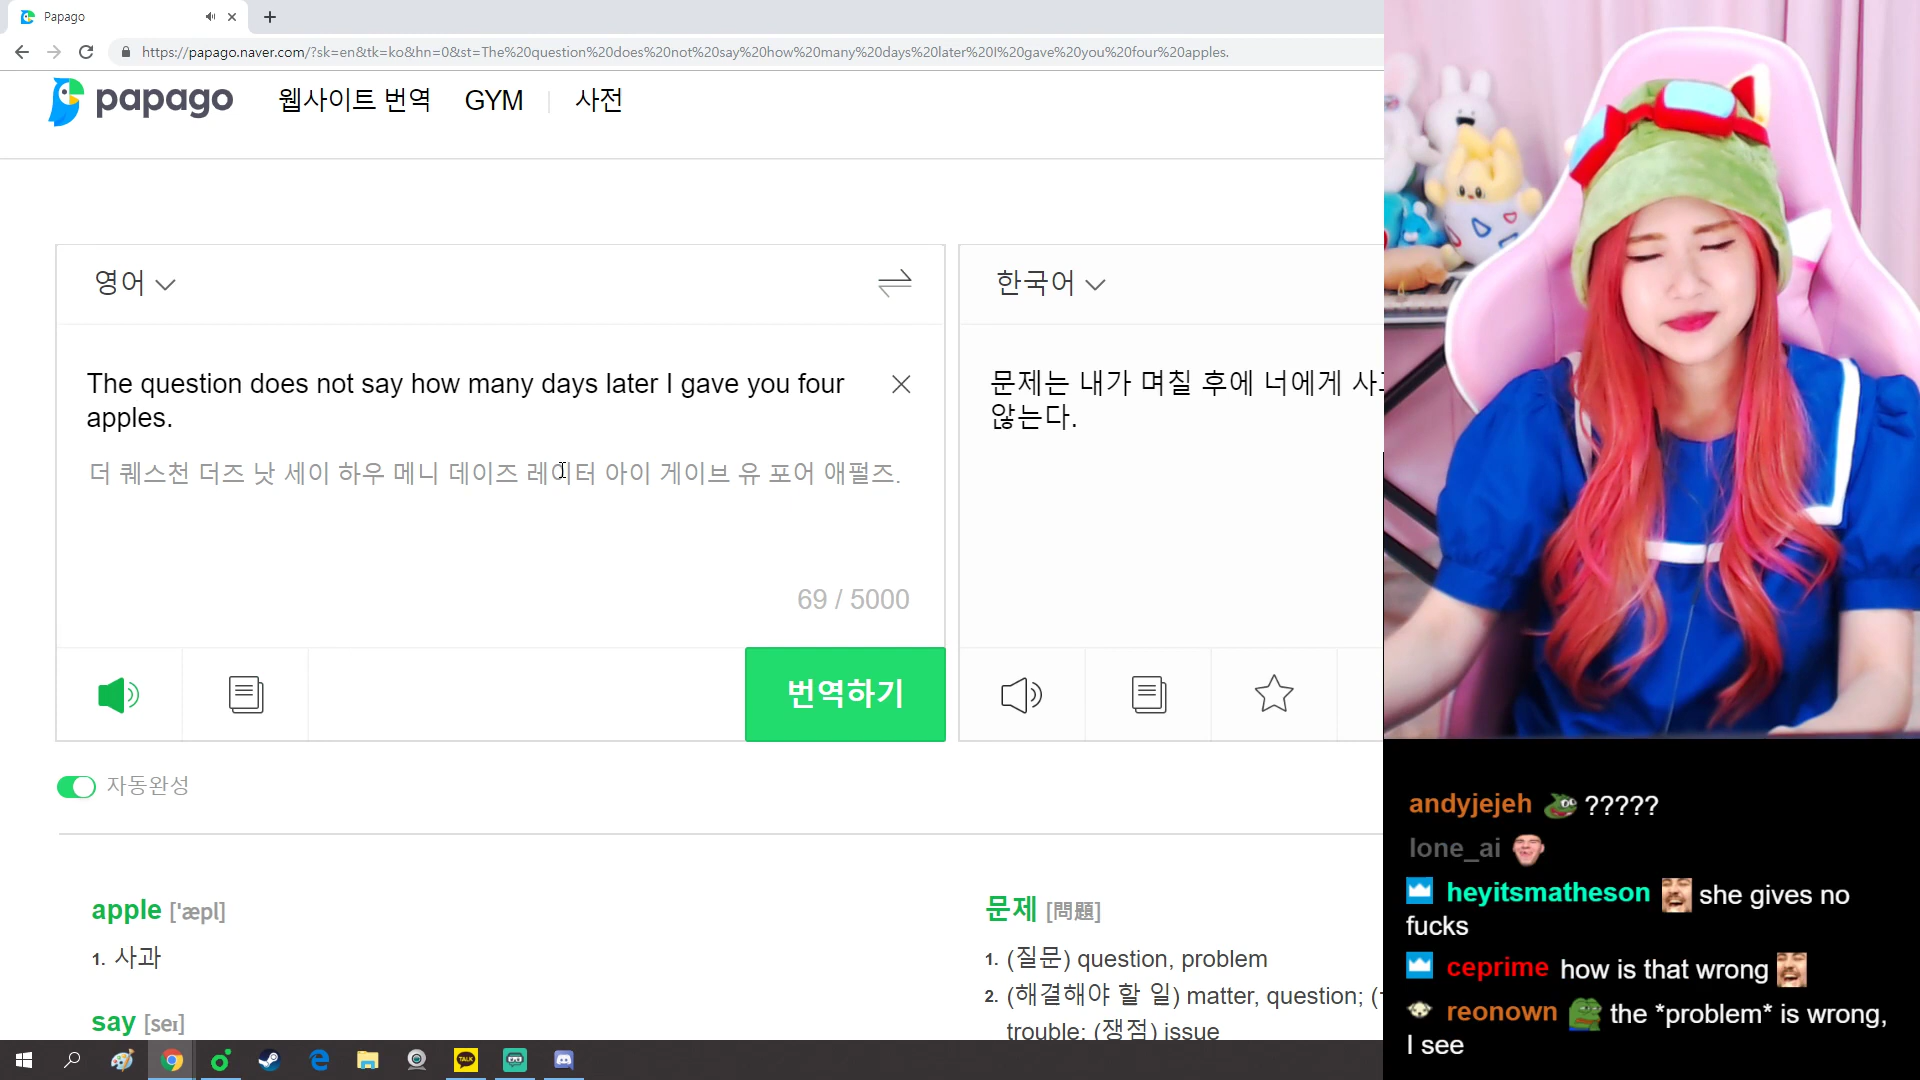 Papago
https://papago.naver.com/?sk=en&tk=ko&hn=0&st=The%20question%20does%20not%20say%20how%20many%20days%20later%20I%20gave%20you%20four%20apples.
papago 웹사이트 번역 GYM 사전
영어
The question does not say how many days later I gave you four
apples.
더 퀘스천 더즈 낫 세이 하우 메니 데이즈 레이터 아이 게이브 유 포어 애펄즈.
69 / 5000
번역하기
한국어
문제는 내가 며칠 후에 너에게 사
않는다.
자동완성
apple ['æpl]
1. 사과
say [seɪ]
문제 [問題]
1. (질문) question, problem
2. (해결해야 할 일) matter, question; (
trouble; (쟁점) issue
TALK
andyjejeh ?????
lone_ai
heyitsmatheson she gives no
fucks
ceprime how is that wrong
reonown the *problem* is wrong,
I see